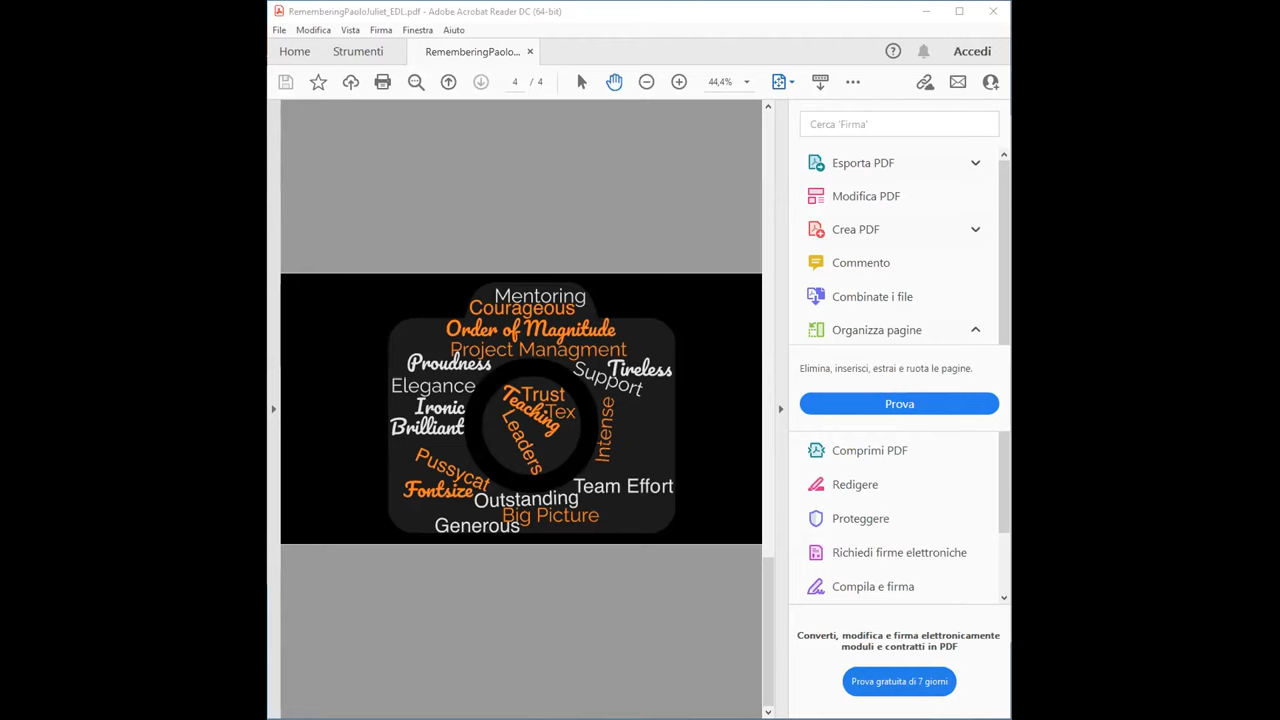 RememberingPaoloJuliet_EDL.pdf - Adobe Acrobat Reader DC (64-bit)
File Modifica Vista Firma Finestra Aiuto
Home Strumenti RememberingPaolo... Accedi
4 / 4 44,4%
Cerca 'Firma'
Esporta PDF
Modifica PDF
Crea PDF
Commento
Combinate i file
Organizza pagine
Elimina, inserisci, estrai e ruota le pagine.
Prova
Comprimi PDF
Redigere
Proteggere
Richiedi firme elettroniche
Compila e firma
Converti, modifica e firma elettronicamente
moduli e contratti in PDF
Prova gratuita di 7 giorni
Mentoring
Courageous
Order of Magnitude
Project Managment
Proudness
Tireless
Support
Elegance
Ironic
Brilliant
Trust
Teaching
Tex
Leaders
Intense
Pussycat
Fontsize
Team Effort
Outstanding
Big Picture
Generous